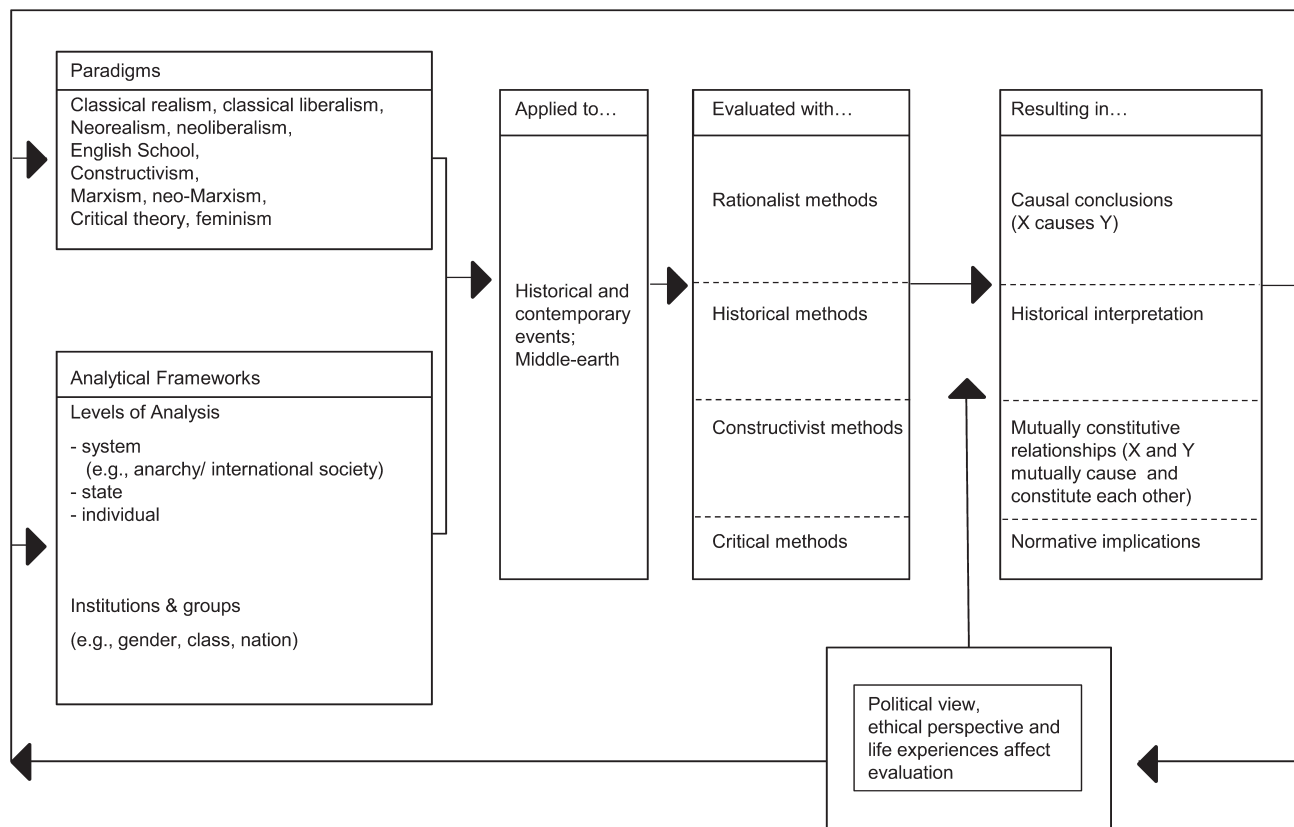 Paradigms
Classical realism, classical liberalism,
Neorealism, neoliberalism,
English School,
Constructivism,
Marxism, neo-Marxism,
Critical theory, feminism
Analytical Frameworks
Levels of Analysis
- system
(e.g., anarchy/ international society)
- state
- individual
Institutions & groups
(e.g., gender, class, nation)
Applied to…
Historical and
contemporary
events;
Middle-earth
Evaluated with…
Rationalist methods
Historical methods
Constructivist methods
Critical methods
Resulting in…
Causal conclusions
(X causes Y)
Historical interpretation
Mutually constitutive
relationships (X and Y
mutually cause and
constitute each other)
Normative implications
Political view,
ethical perspective and
life experiences affect
evaluation